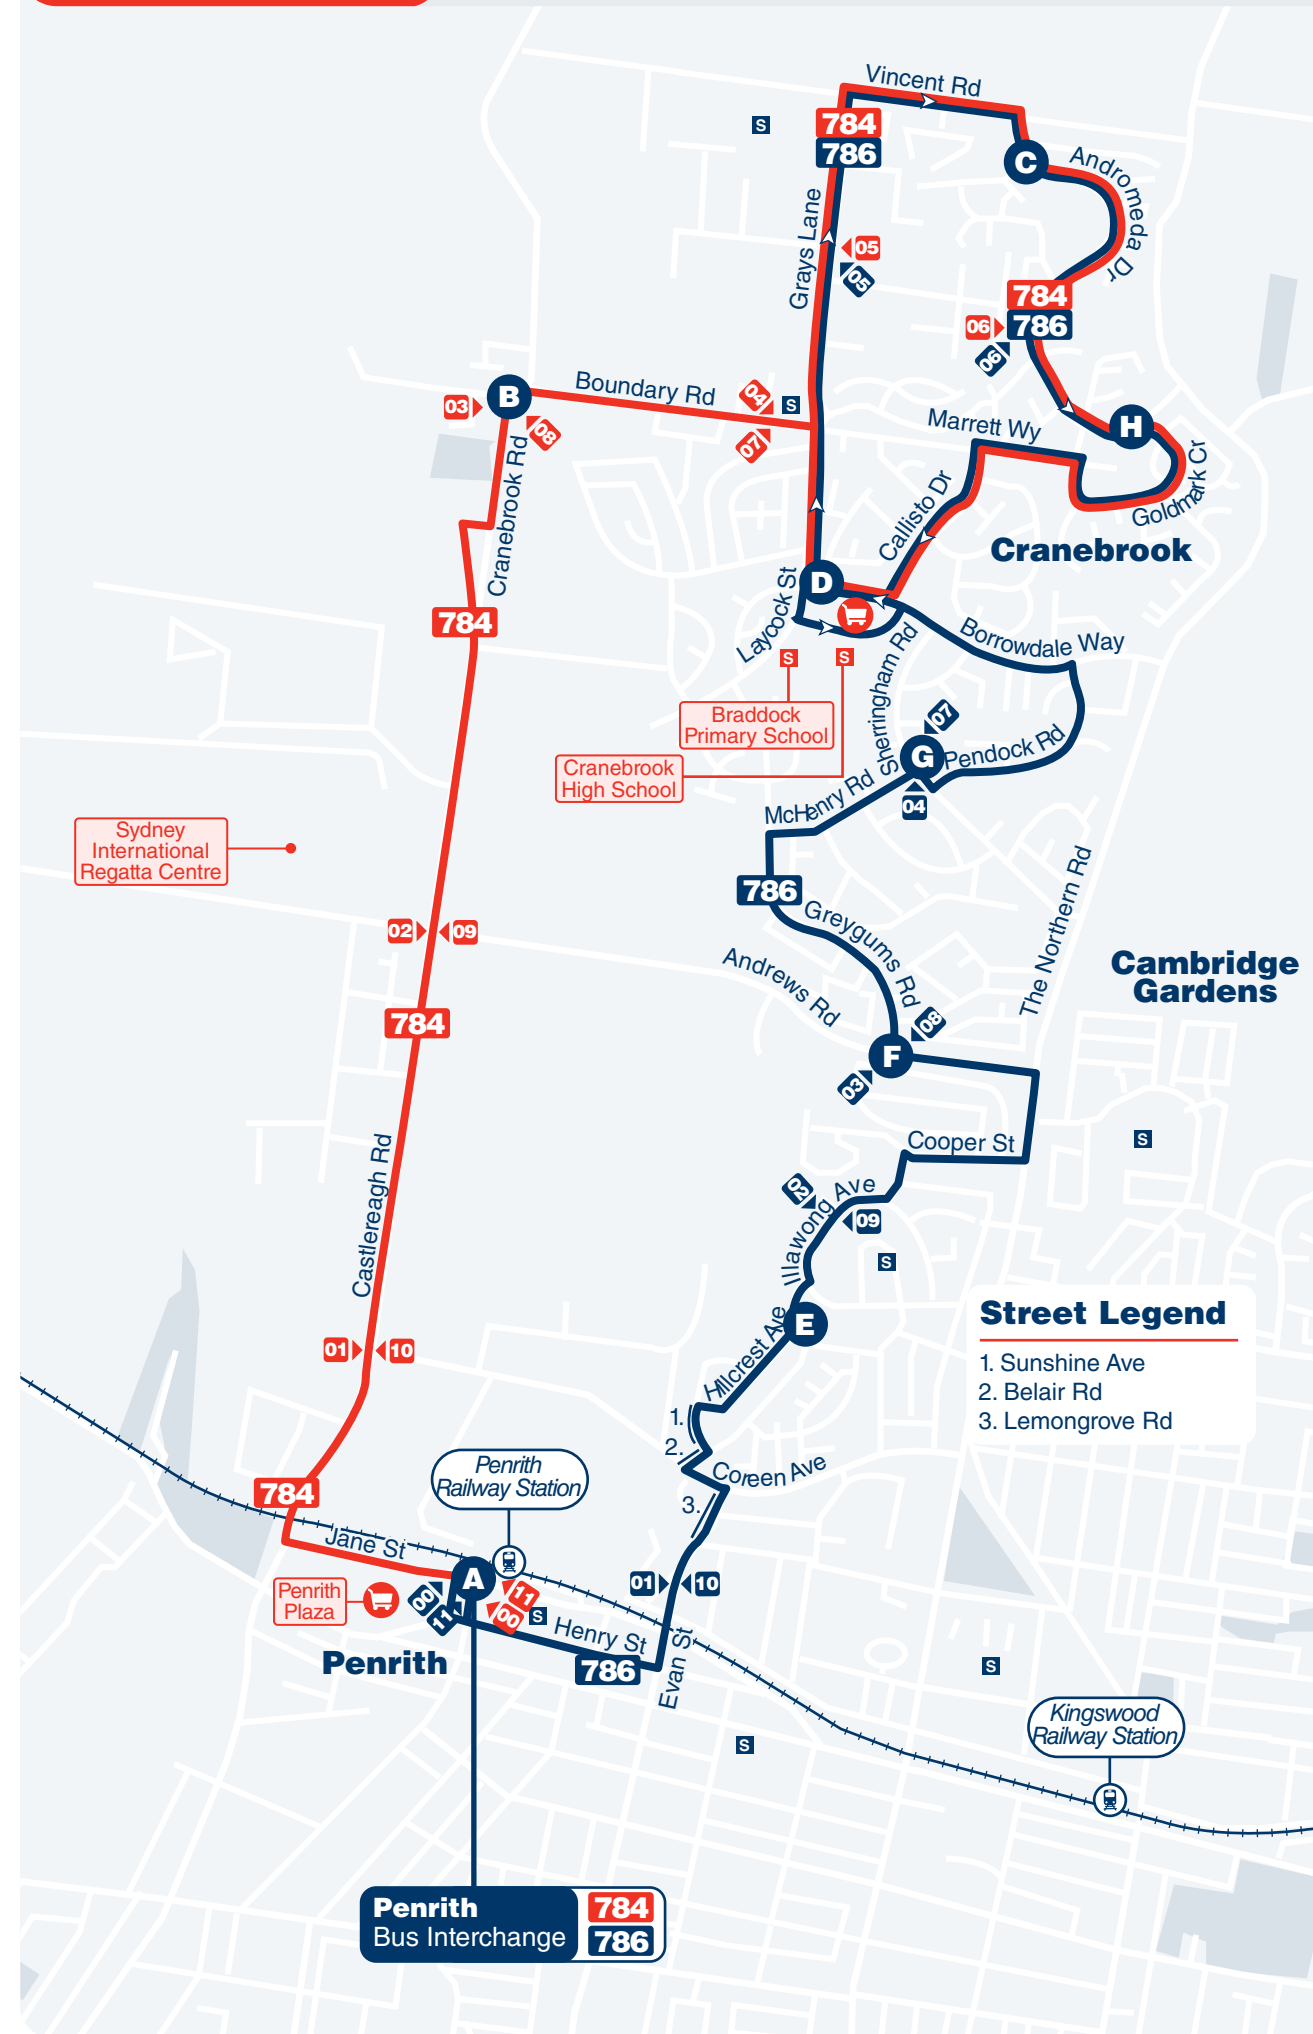 Vincent Rd
S
784
786
C
Andromeda Dr
Grays Lane
05
05
784
786
06
06
B
03
08
Boundary Rd
04
S
07
Marrett Wy
H
Goldmark Cr
Cranebrook Rd
Callisto Dr
Cranebrook
D
Laycock St
784
Borrowdale Way
Sherringham Rd
S
S
Braddock
Primary School
Cranebrook
High School
07
G
Pendock Rd
04
McHenry Rd
Sydney
International
Regatta Centre
786
Greygums Rd
The Northern Rd
02
09
Andrews Rd
Cambridge
Gardens
784
08
F
03
S
Cooper St
Castlereagh Rd
02
Illawong Ave
09
S
E
Hillcrest Ave
Street Legend
1. Sunshine Ave
2. Belair Rd
3. Lemongrove Rd
01
10
1.
2.
Coreen Ave
3.
Penrith
Railway Station
784
Jane St
A
Penrith
Plaza
00
11
11
00
S
01
10
Henry St
786
Evan St
Penrith
S
S
Kingswood
Railway Station
Penrith
Bus Interchange
784
786